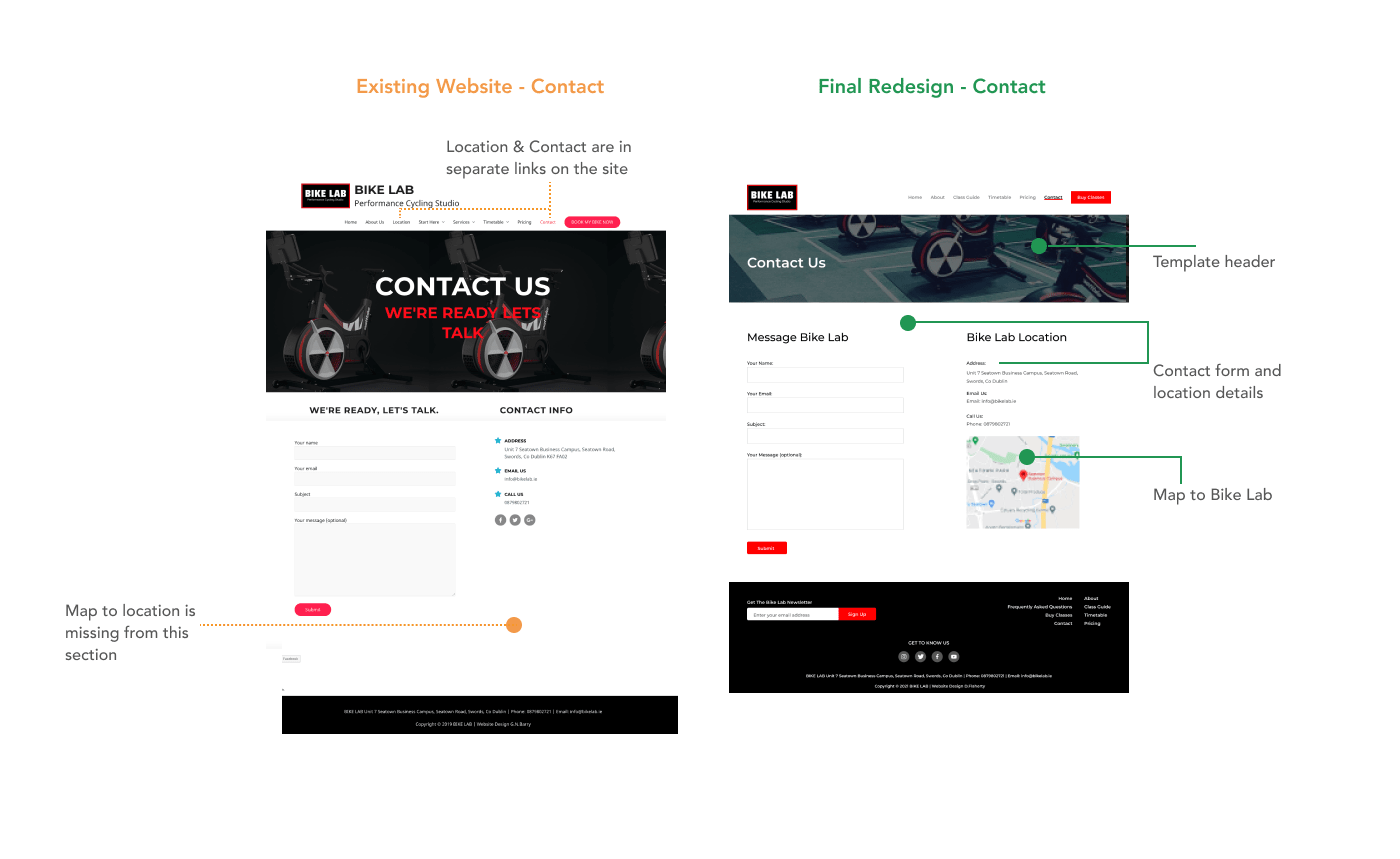 Existing Website - Contact
Final Redesign - Contact
Location & Contact are in
separate links on the site
BIKE LAB
Performance Cycling Studio
BIKE LAB
Performance Cycling Studio
Home About Us Location Start Here Services Timetable Pricing Contact BOOK MY BIKE NOW
CONTACT US
WE'RE READY LETS
TALK
WE'RE READY, LET'S TALK.
CONTACT INFO
Your name
Your email
Subject
Your message (optional)
Submit
ADDRESS
Unit 7 Seatown Business Campus, Seatown Road,
Swords, Co Dublin K67 FA02
EMAIL US
info@bikelab.ie
CALL US
0879802721
Map to location is
missing from this
section
Facebook
BIKE LAB Unit 7 Seatown Business Campus, Seatown Road, Swords, Co Dublin | Phone: 0879802721 | Email: info@bikelab.ie
Copyright © 2019 BIKE LAB | Website Design G.N.Barry
BIKE LAB
Performance Cycling Studio
Home About Class Guide Timetable Pricing Contact Buy Classes
Contact Us
Template header
Message Bike Lab
Your Name:
Your Email:
Subject:
Your Message (optional):
Submit
Bike Lab Location
Address:
Unit 7 Seatown Business Campus, Seatown Road,
Swords, Co Dublin
Email Us:
Email: info@bikelab.ie
Call Us:
Phone: 0879802721
Contact form and
location details
Map to Bike Lab
Get The Bike Lab Newsletter
Enter your email address
Sign Up
Home About
Frequently Asked Questions Class Guide
Buy Classes Timetable
Contact Pricing
GET TO KNOW US
BIKE LAB Unit 7 Seatown Business Campus, Seatown Road, Swords, Co Dublin | Phone: 0879802721 | Email: info@bikelab.ie
Copyright © 2021 BIKE LAB | Website Design D.Flaherty